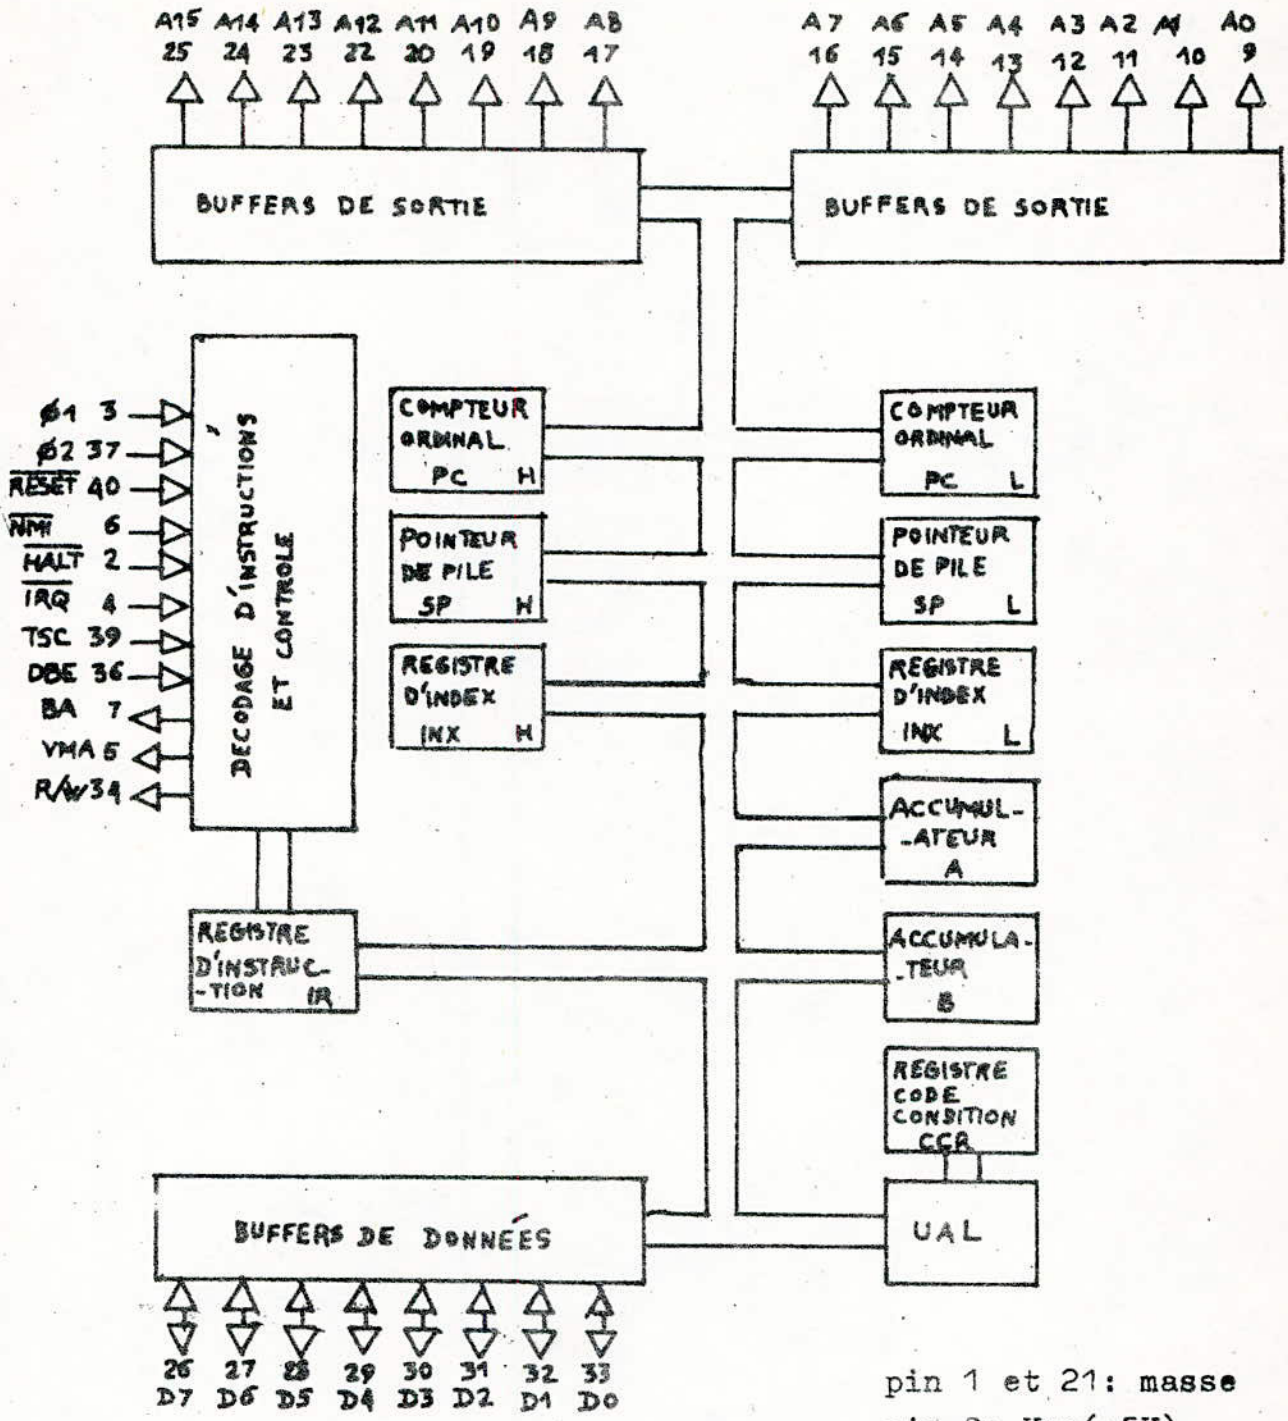 A15 A14 A13 A12 A11 A10 A9 A8 A7 A6 A5 A4 A3 A2 A1 A0
25 24 23 22 20 19 18 17 16 15 14 13 12 11 10 9
BUFFERS DE SORTIE
BUFFERS DE SORTIE
Ø1 3
Ø2 37
RESET 40
NMI 6
HALT 2
IRQ 4
TSC 39
DBE 36
BA 7
VMA 5
R/W 34
DECODAGE D'INSTRUCTIONS
ET CONTROLE
COMPTEUR
ORDINAL
PC H
COMPTEUR
ORDINAL
PC L
POINTEUR
DE PILE
SP H
POINTEUR
DE PILE
SP L
REGISTRE
D'INDEX
INX H
REGISTRE
D'INDEX
INX L
ACCUMUL-
-ATEUR
A
REGISTRE
D'INSTRUC-
-TION IR
ACCUMULA-
-TEUR
B
REGISTRE
CODE
CONDITION
CCR
BUFFERS DE DONNÉES
UAL
26 27 28 29 30 31 32 33
D7 D6 D5 D4 D3 D2 D1 D0
pin 1 et 21: masse